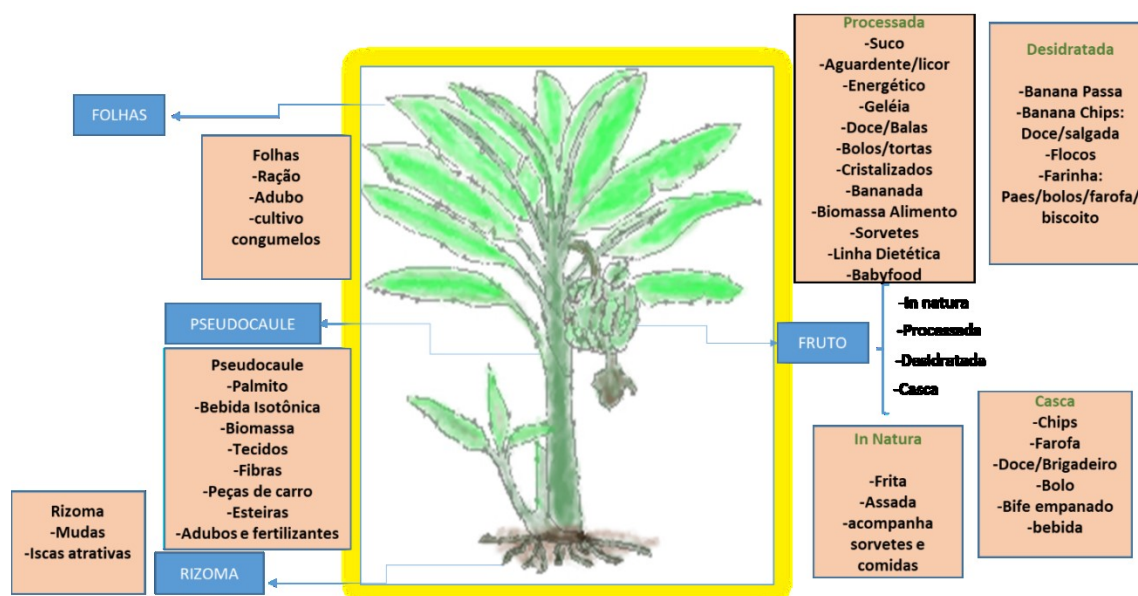 FOLHAS
Folhas
-Ração
-Adubo
-cultivo
congumelos
PSEUDOCAULE
Pseudocaule
-Palmito
-Bebida Isotônica
-Biomassa
-Tecidos
-Fibras
-Peças de carro
-Esteiras
-Adubos e fertilizantes
Rizoma
-Mudas
-Iscas atrativas
RIZOMA
Processada
-Suco
-Aguardente/licor
-Energético
-Geléia
-Doce/Balas
-Bolos/tortas
-Cristalizados
-Bananada
-Biomassa Alimento
-Sorvetes
-Linha Dietética
-Babyfood
Desidratada
-Banana Passa
-Banana Chips:
Doce/salgada
-Flocos
-Farinha:
Paes/bolos/farofa/
biscoito
FRUTO
-In natura
-Processada
-Desidratada
-Casca
In Natura
-Frita
-Assada
-acompanha
sorvetes e
comidas
Casca
-Chips
-Farofa
-Doce/Brigadeiro
-Bolo
-Bife empanado
-bebida